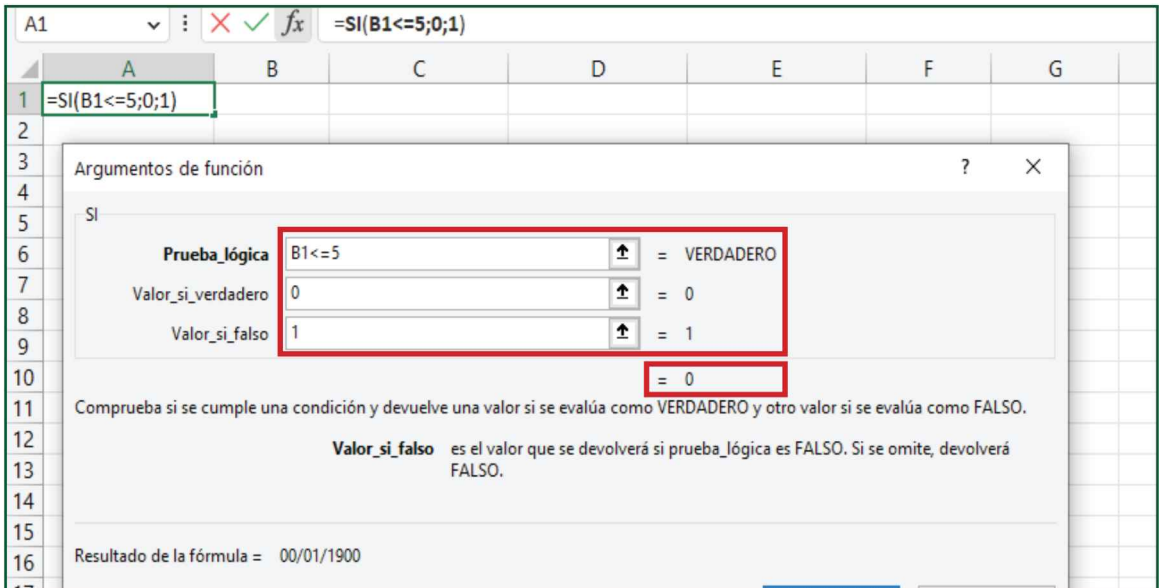 A1 fx =SI(B1<=5;0;1)
A B C D E F G
1 =SI(B1<=5;0;1)
2
3 Argumentos de función ? X
4
5 SI
6 Prueba_lógica B1<=5 = VERDADERO
7 Valor_si_verdadero 0 = 0
8
9 Valor_si_falso 1 = 1
10 = 0
11 Comprueba si se cumple una condición y devuelve una valor si se evalúa como VERDADERO y otro valor si se evalúa como FALSO.
12 Valor_si_falso es el valor que se devolverá si prueba_lógica es FALSO. Si se omite, devolverá
13 FALSO.
14
15
16 Resultado de la fórmula = 00/01/1900
17